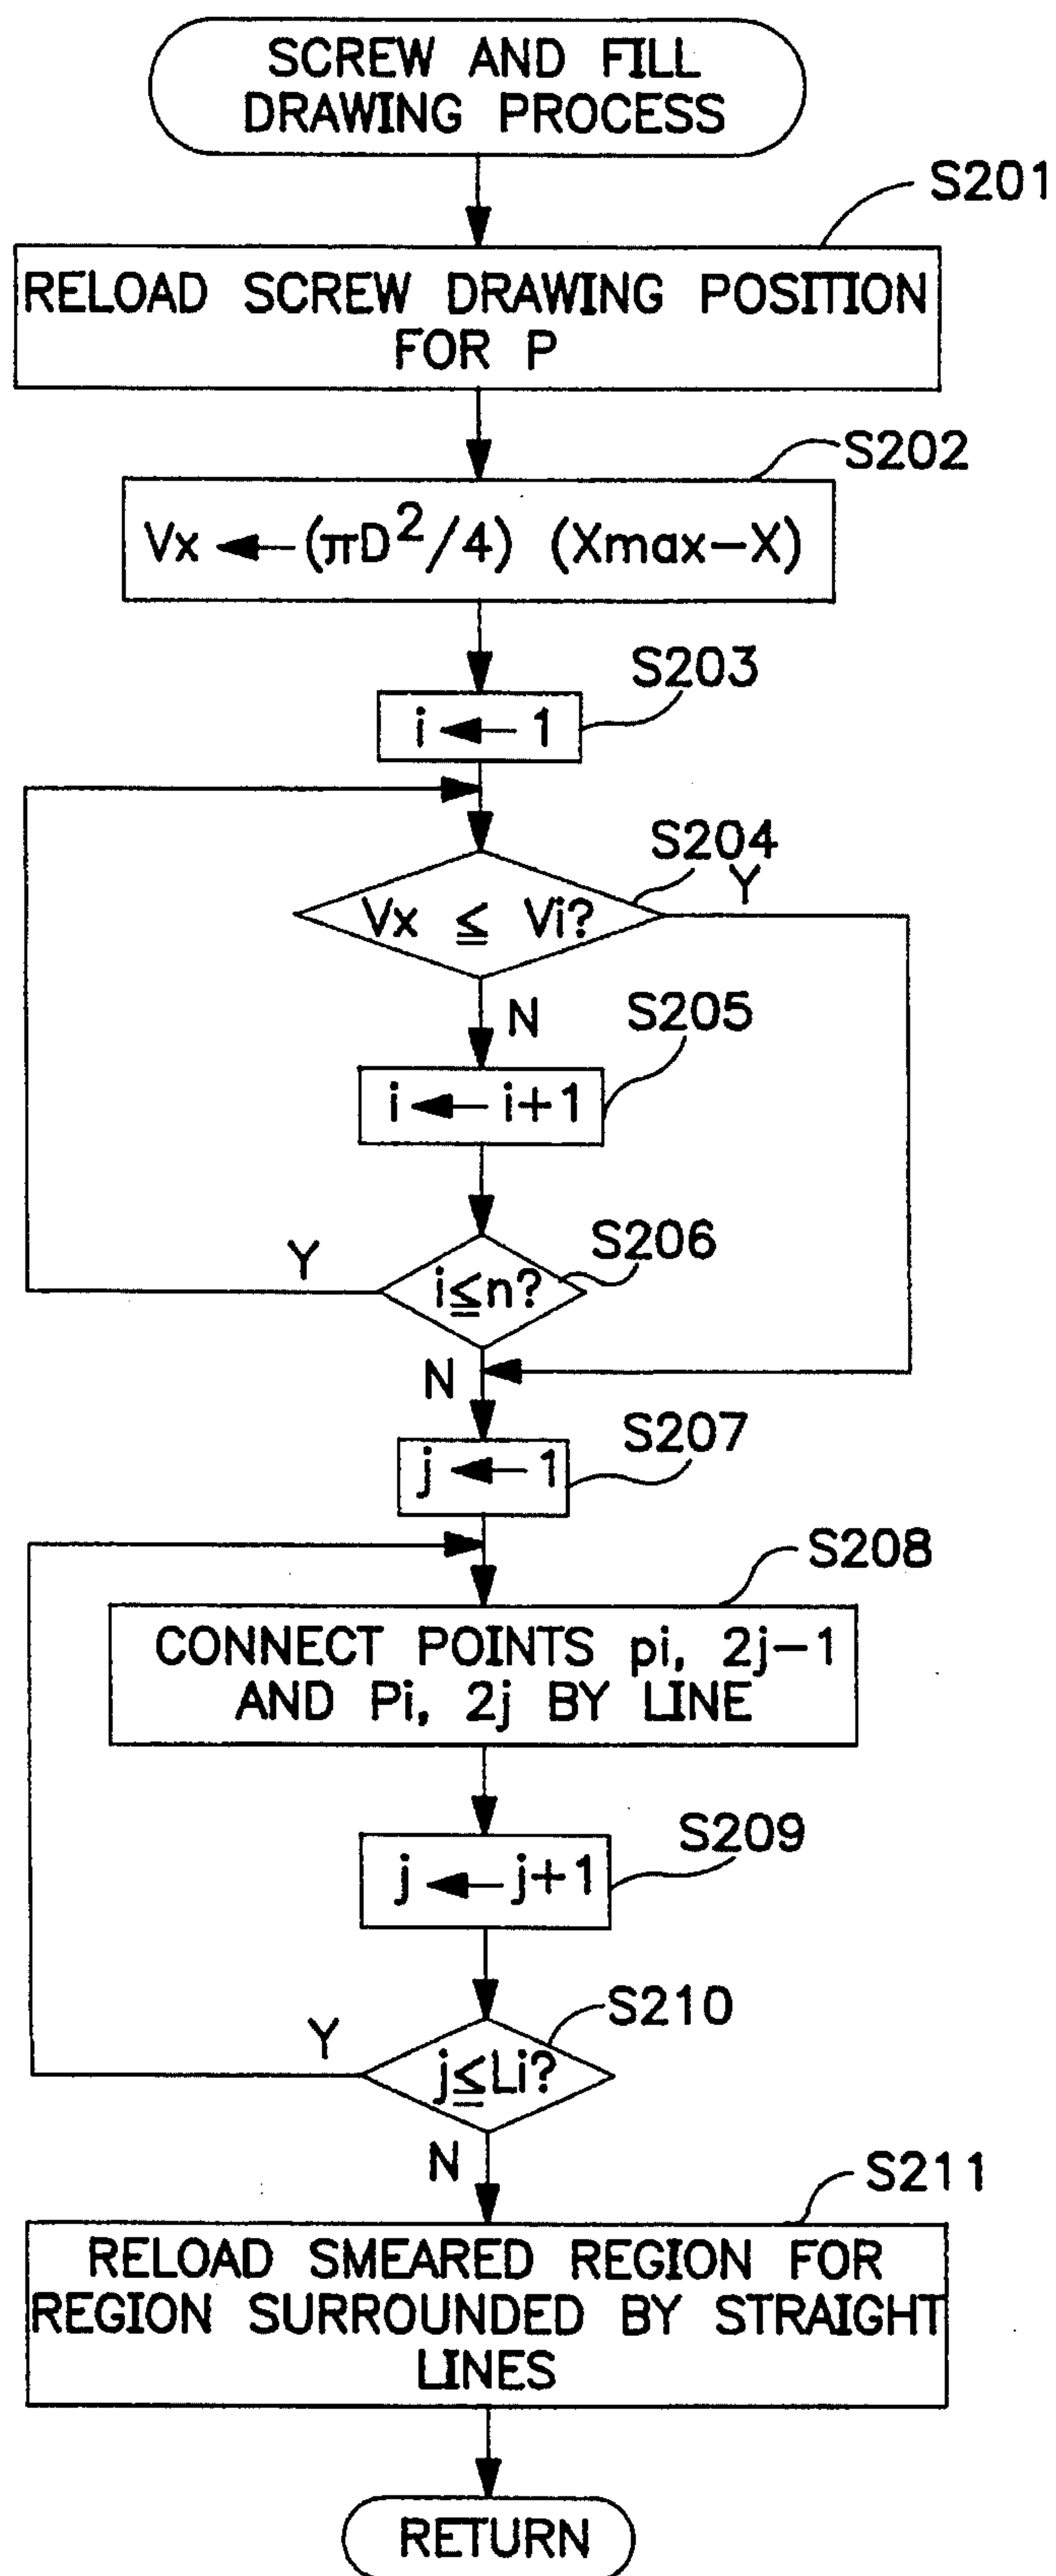 SCREW AND FILL
DRAWING PROCESS
S201
RELOAD SCREW DRAWING POSITION
FOR P
S202
Vx ← (πD²/4) (Xmax−X)
S203
i ← 1
S204
Vx ≦ Vi?
Y
N
S205
i ← i+1
S206
i≦n?
Y
N
S207
j ← 1
S208
CONNECT POINTS pi, 2j−1
AND Pi, 2j BY LINE
S209
j ← j+1
S210
j≦Li?
Y
N
S211
RELOAD SMEARED REGION FOR
REGION SURROUNDED BY STRAIGHT
LINES
RETURN